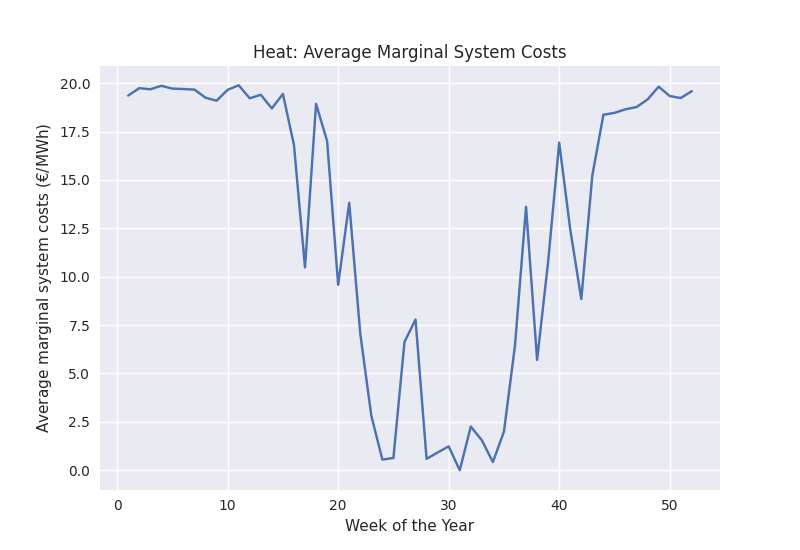 Heat: Average Marginal System Costs
20.0
17.5
15.0
12.5
10.0
7.5
5.0
2.5
0.0
Average marginal system costs (€/MWh)
0 10 20 30 40 50
Week of the Year